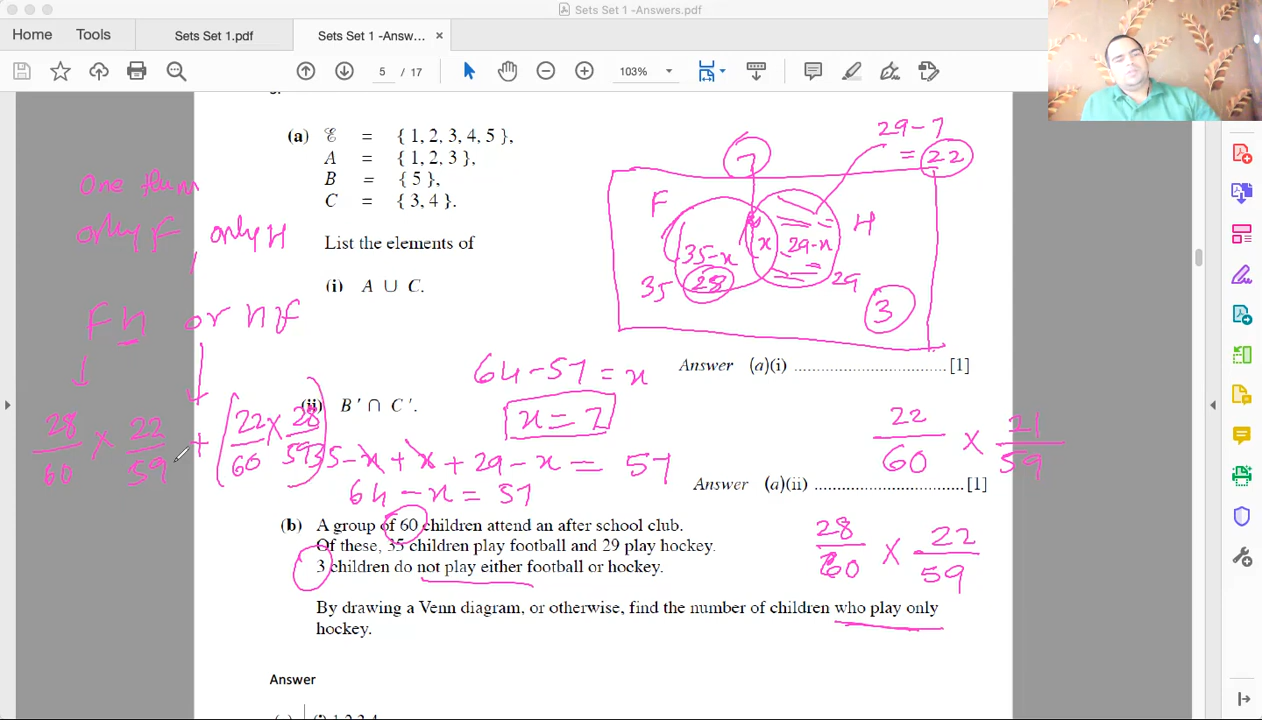 Sets Set 1 -Answers.pdf
Home Tools Sets Set 1.pdf Sets Set 1 -Answ... ×
5 / 17 103%
(a) ℰ = { 1, 2, 3, 4, 5 },
A = { 1, 2, 3 },
B = { 5 },
C = { 3, 4 }.
List the elements of
(i) A ∪ C.
Answer (a)(i) ................................ [1]
(ii) B ′ ∩ C ′.
Answer (a)(ii) ................................ [1]
(b) A group of 60 children attend an after school club.
Of these, 35 children play football and 29 play hockey.
3 children do not play either football or hockey.
By drawing a Venn diagram, or otherwise, find the number of children who play only
hockey.
Answer
29-7
= 22
7
F H
35-x x 29-x
35 28 29
3
only F only H
F H or H F
28/60 × 22/59 + (22/60 × 28/59)
64-57 = x
x = 7
35-x + x + 29-x = 57
64 - x = 57
22/60 × 21/59
28/60 × 22/59